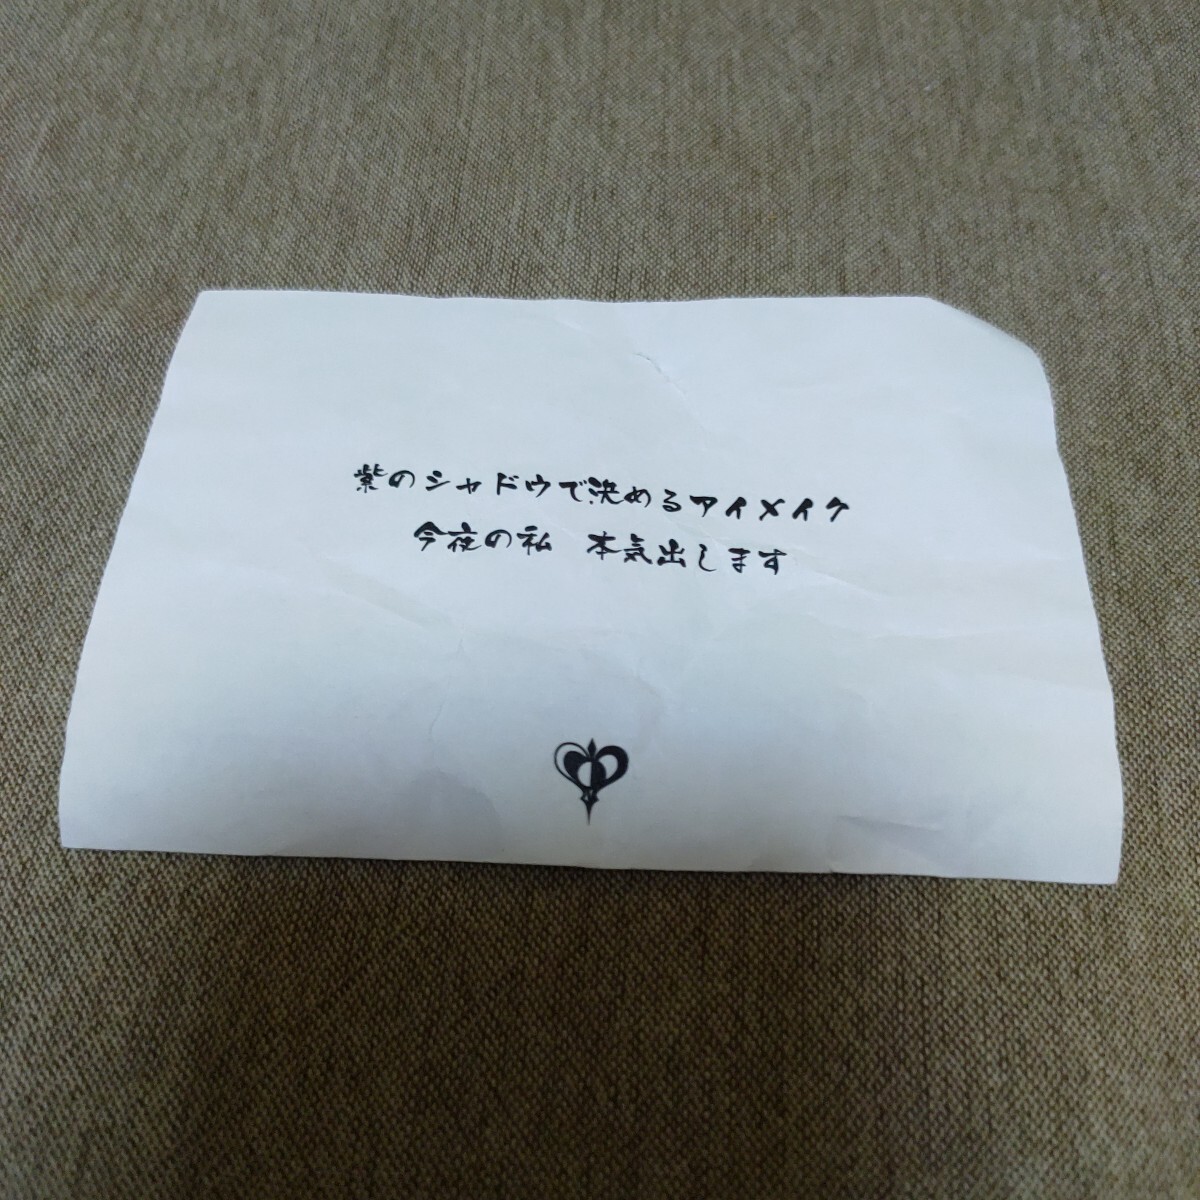 紫のシャドウで決めるアイメイク
今夜の私　本気出します